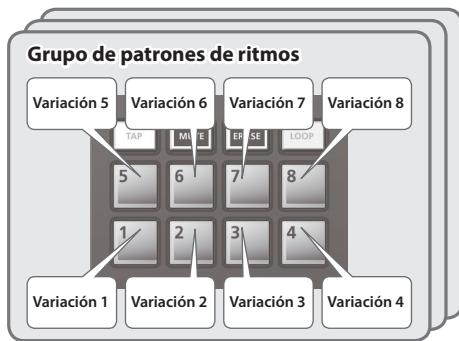 Grupo de patrones de ritmos
Variación 5 Variación 6 Variación 7 Variación 8
TAP MUTE ERASE LOOP
5 6 7 8
1 2 3 4
Variación 1 Variación 2 Variación 3 Variación 4